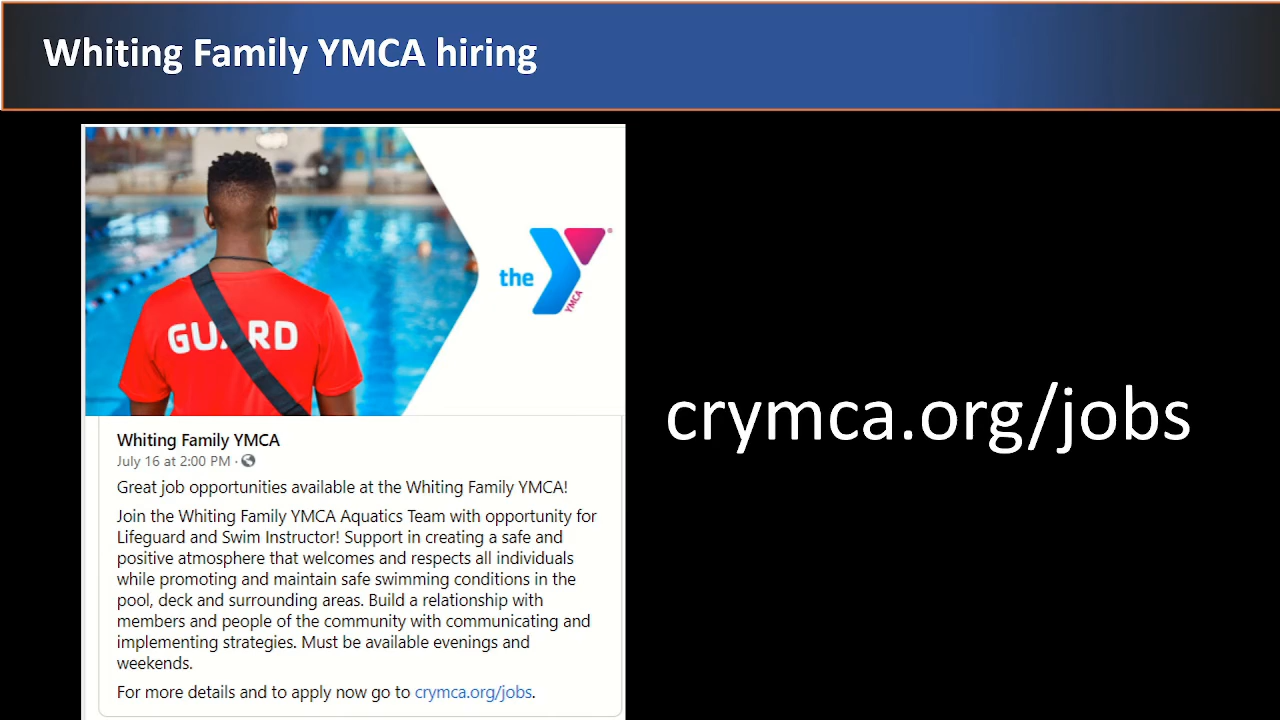 Whiting Family YMCA hiring
GUARD
the
YMCA
®
Whiting Family YMCA
July 16 at 2:00 PM ·
Great job opportunities available at the Whiting Family YMCA!
Join the Whiting Family YMCA Aquatics Team with opportunity for
Lifeguard and Swim Instructor! Support in creating a safe and
positive atmosphere that welcomes and respects all individuals
while promoting and maintain safe swimming conditions in the
pool, deck and surrounding areas. Build a relationship with
members and people of the community with communicating and
implementing strategies. Must be available evenings and
weekends.
For more details and to apply now go to crymca.org/jobs.
crymca.org/jobs